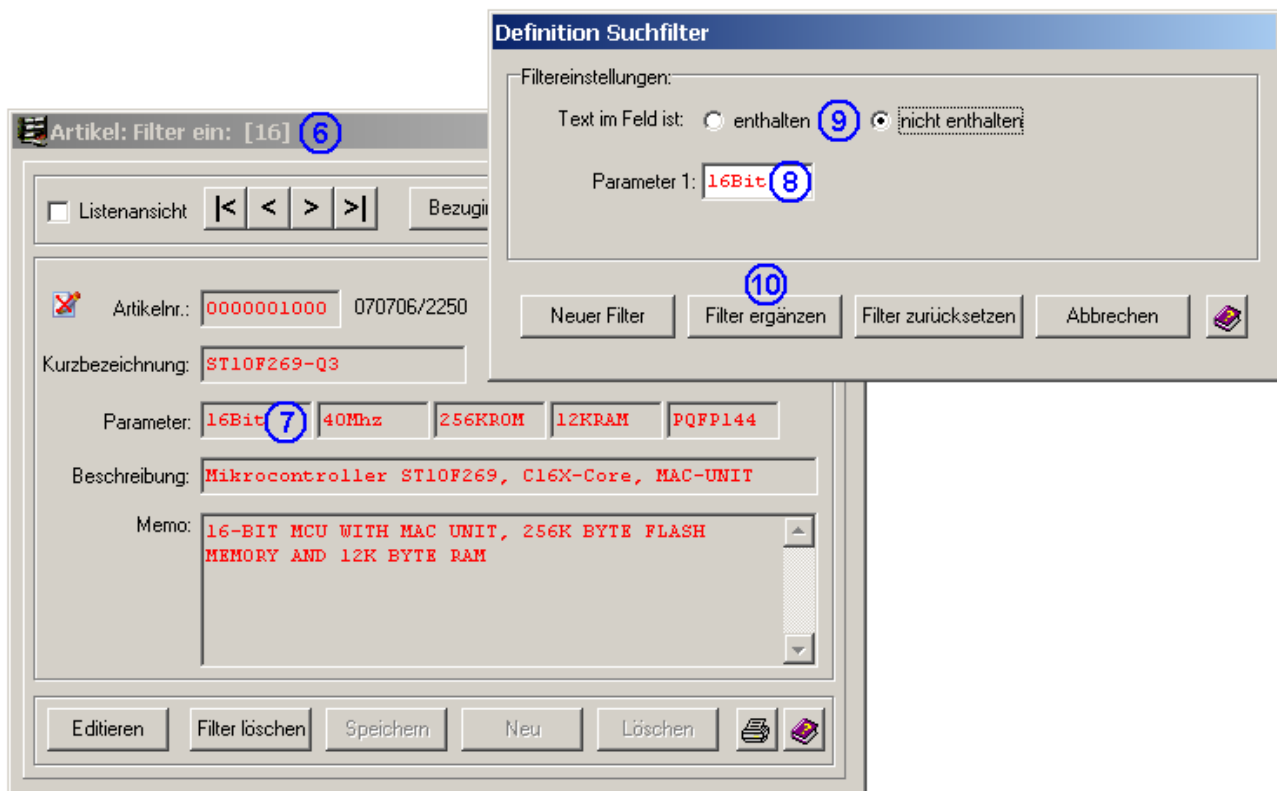 Definition Suchfilter
Filtereinstellungen:
Text im Feld ist: enthalten 9 nicht enthalten
Parameter 1: 16Bit 8
10
Neuer Filter Filter ergänzen Filter zurücksetzen Abbrechen
Artikel: Filter ein: [16] 6
Listenansicht |< < > >|
Artikelnr.: 0000001000 070706/2250
Kurzbezeichnung: ST10F269-Q3
Parameter: 16Bit 7 40Mhz 256KROM 12KRAM PQFP144
Beschreibung: Mikrocontroller ST10F269, C16X-Core, MAC-UNIT
Memo: 16-BIT MCU WITH MAC UNIT, 256K BYTE FLASH
MEMORY AND 12K BYTE RAM
Editieren Filter löschen Speichern Neu Löschen